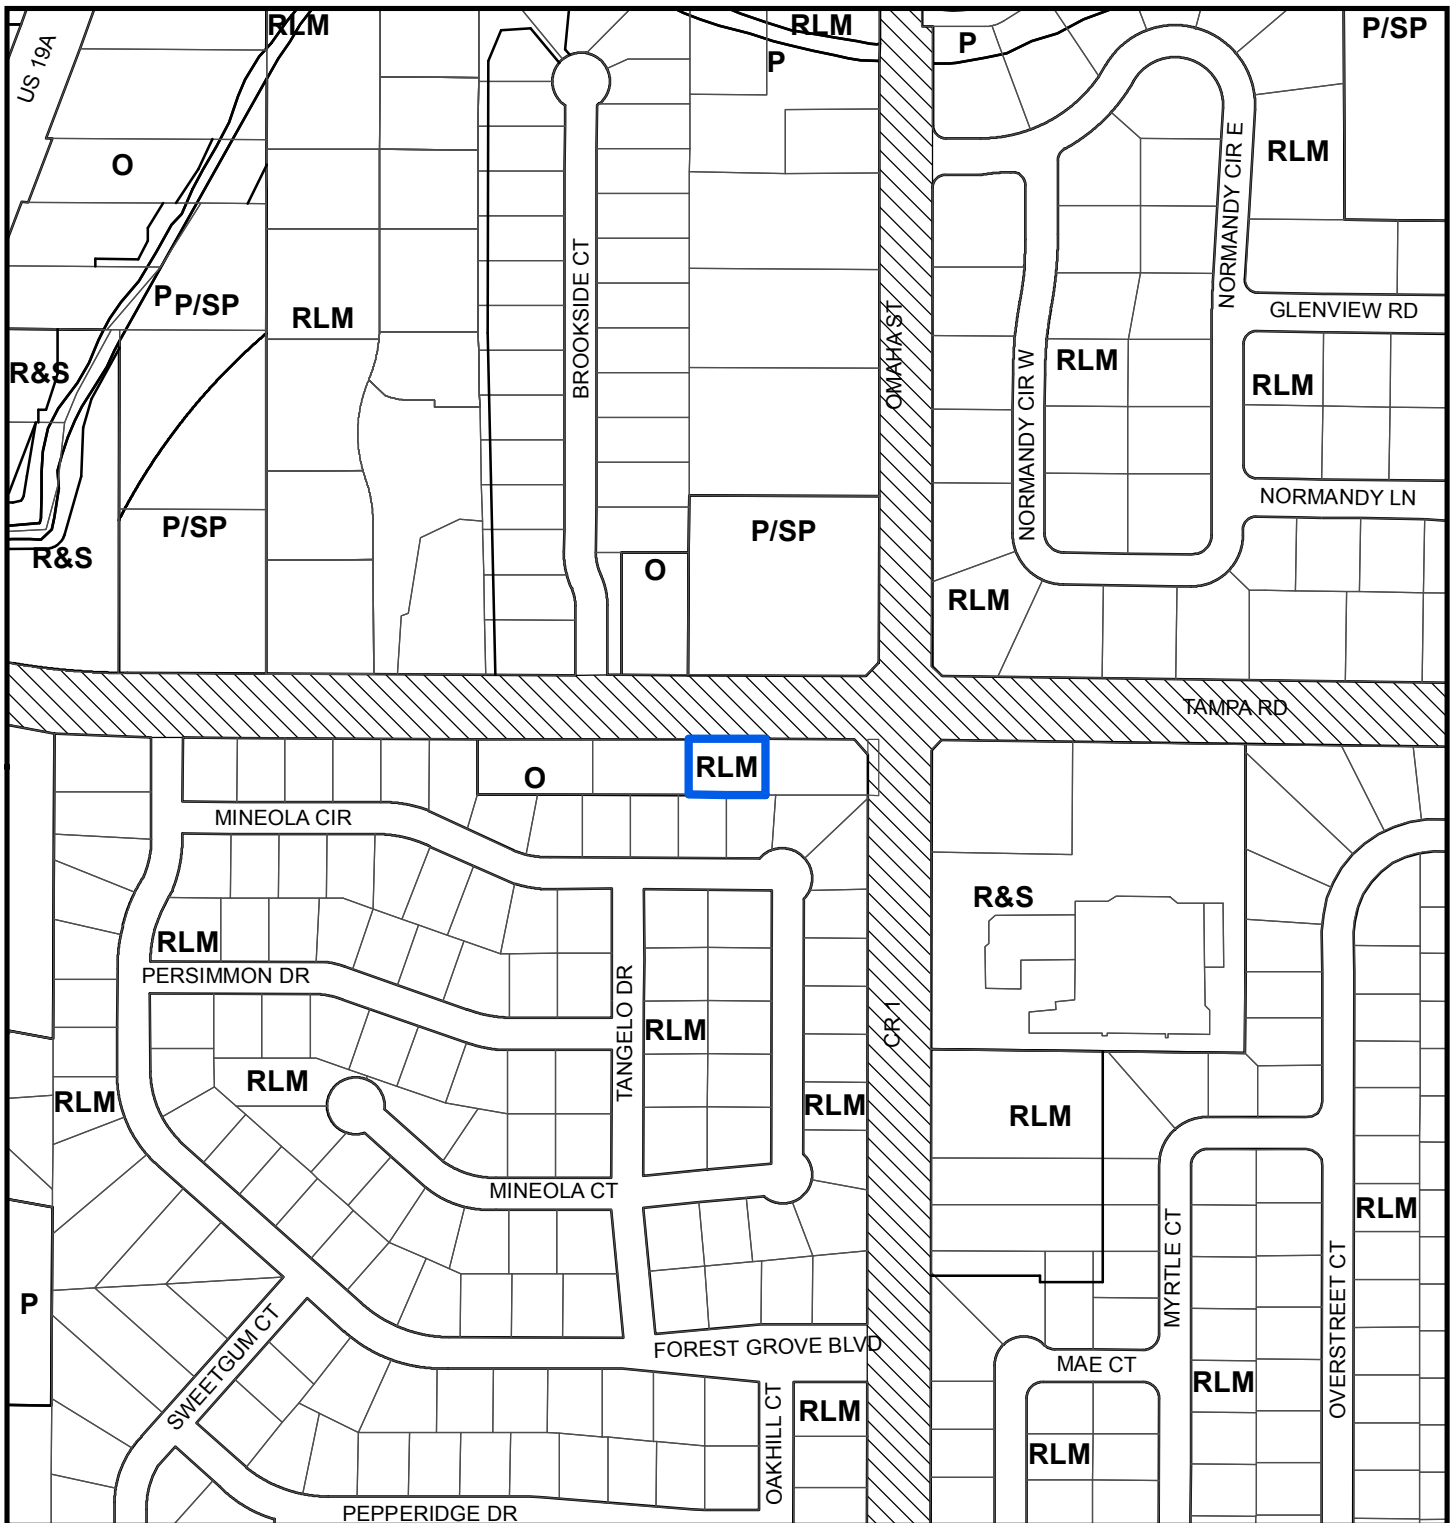 RLM
RLM
P/SP
US 19A
P
P
O
RLM
NORMANDY CIR E
P
P/SP
RLM
BROOKSIDE CT
OMAHA ST
GLENVIEW RD
R&S
RLM
RLM
NORMANDY CIR W
NORMANDY LN
P/SP
P/SP
R&S
O
RLM
TAMPA RD
O
RLM
MINEOLA CIR
R&S
RLM
PERSIMMON DR
TANGELO DR
RLM
CR 1
RLM
RLM
RLM
RLM
MINEOLA CT
MYRTLE CT
RLM
OVERSTREET CT
P
SWEETGUM CT
FOREST GROVE BLVD
MAE CT
RLM
OAKHILL CT
RLM
RLM
PEPPERIDGE DR